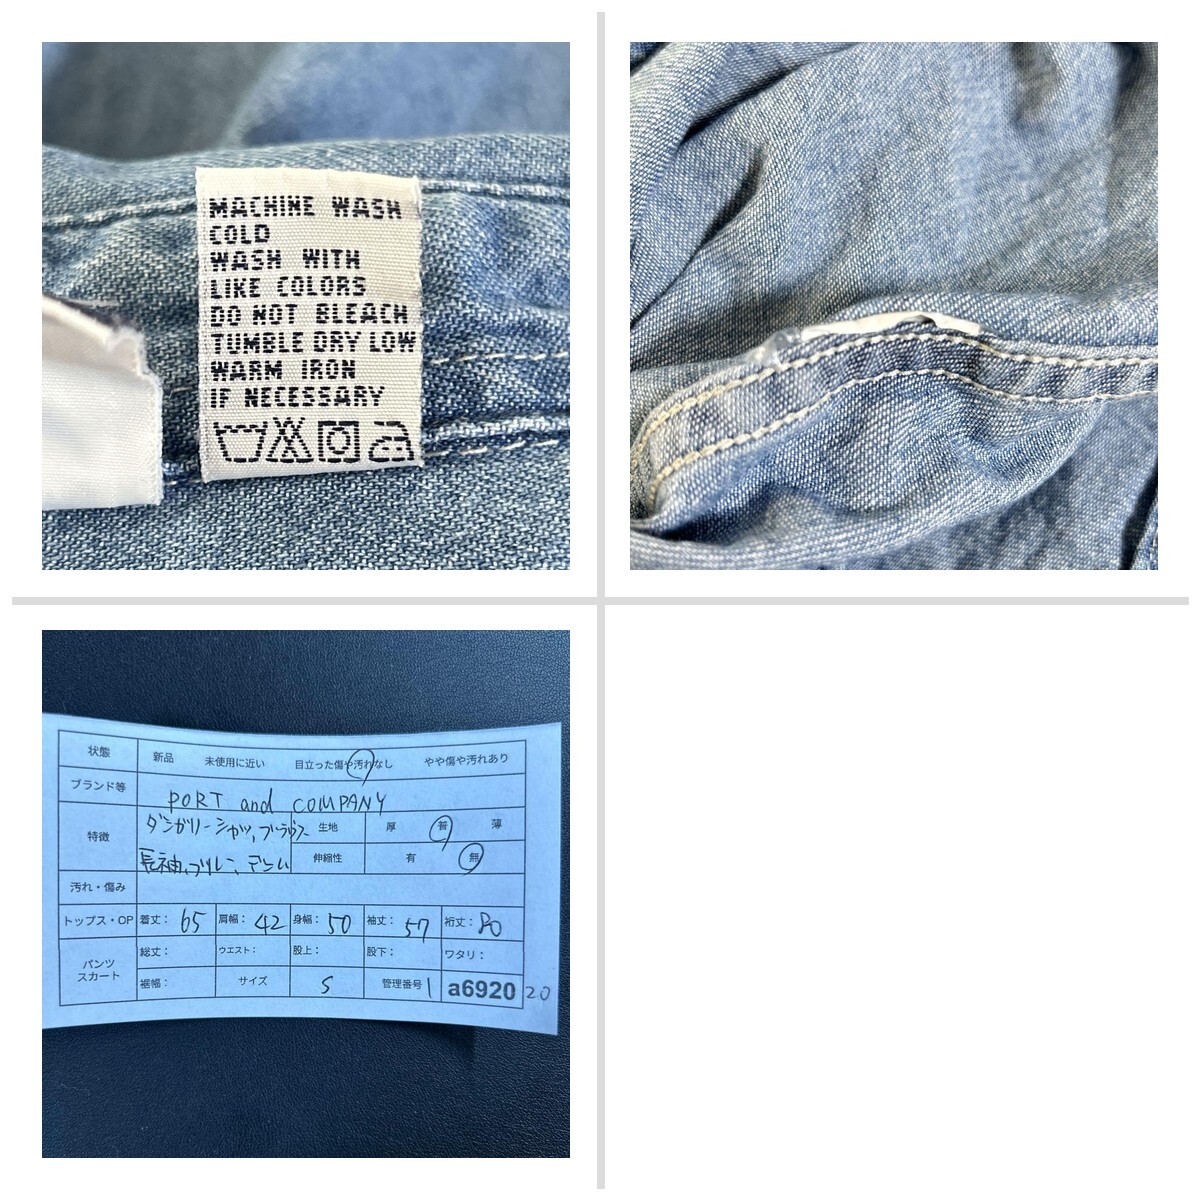 MACHINE WASH
COLD
WASH WITH
LIKE COLORS
DO NOT BLEACH
TUMBLE DRY LOW
WARM IRON
IF NECESSARY
状態 新品 未使用に近い 目立った傷や汚れなし やや傷や汚れあり
ブランド等 PORT and COMPANY
特徴 ダンガリーシャツ、ブラウス 生地 厚 普 薄
長袖、ブルー、デニム 伸縮性 有 無
汚れ・傷み
トップス・OP 着丈: 65 肩幅: 42 身幅: 50 袖丈: 57 裄丈: 80
パンツ
スカート
総丈: ウエスト: 股上: 股下: ワタリ:
裾幅: サイズ S 管理番号 1 a6920 20